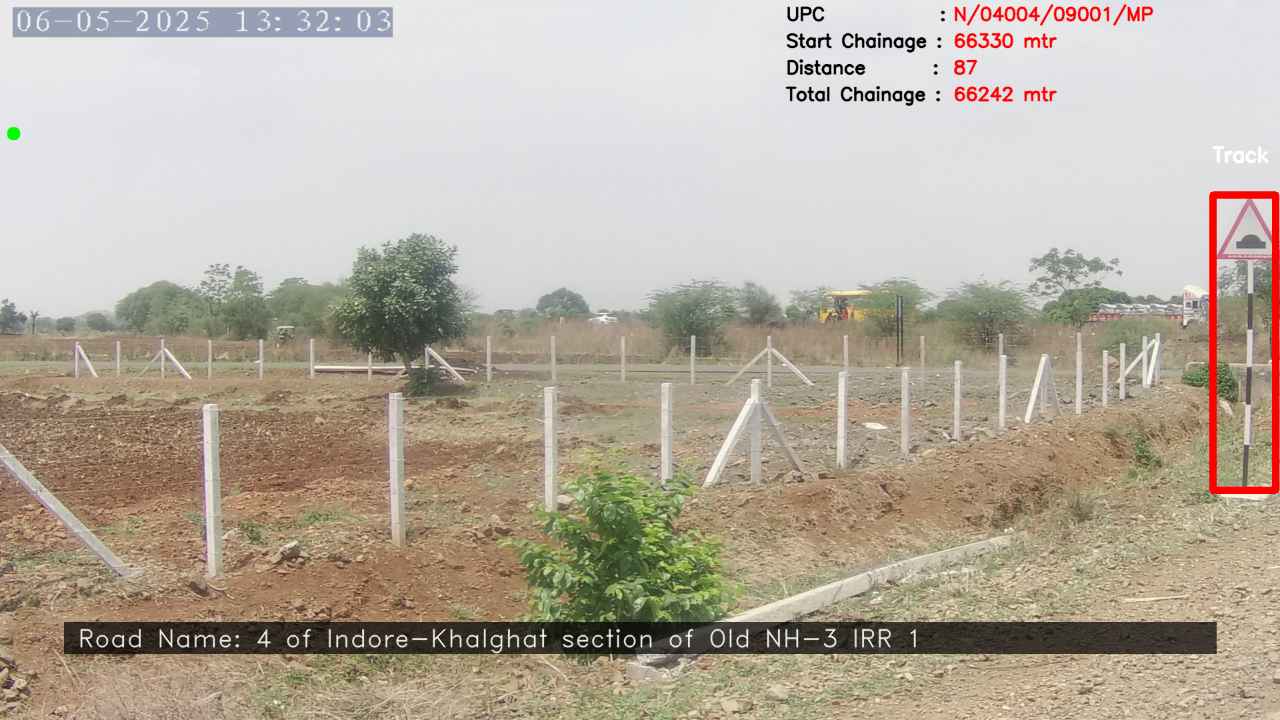 06-05-2025 13:32:03
UPC : N/04004/09001/MP
Start Chainage : 66330 mtr
Distance : 87
Total Chainage : 66242 mtr
Track
Road Name: 4 of Indore-Khalghat section of Old NH-3 IRR 1